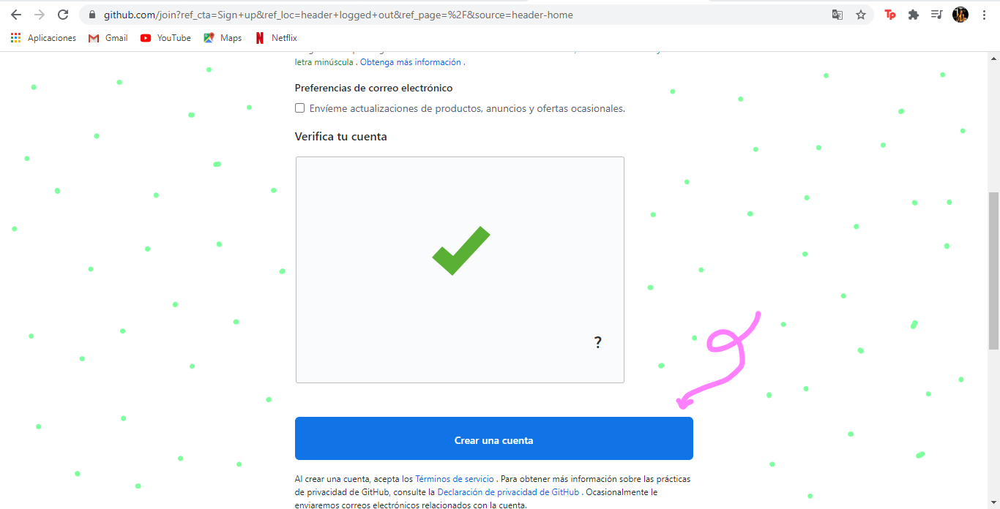 github.com/join?ref_cta=Sign+up&ref_loc=header+logged+out&ref_page=%2F&source=header-home
Tp
Aplicaciones Gmail YouTube Maps Netflix
letra minúscula . Obtenga más información .
Preferencias de correo electrónico
Envíeme actualizaciones de productos, anuncios y ofertas ocasionales.
Verifica tu cuenta
?
Crear una cuenta
Al crear una cuenta, acepta los Términos de servicio . Para obtener más información sobre las prácticas
de privacidad de GitHub, consulte la Declaración de privacidad de GitHub . Ocasionalmente le
enviaremos correos electrónicos relacionados con la cuenta.